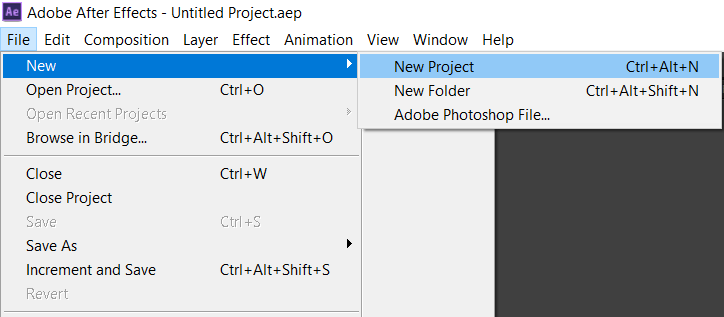 Ae Adobe After Effects - Untitled Project.aep
File Edit Composition Layer Effect Animation View Window Help
New
New Project Ctrl+Alt+N
Open Project... Ctrl+O
New Folder Ctrl+Alt+Shift+N
Open Recent Projects
Adobe Photoshop File...
Browse in Bridge... Ctrl+Alt+Shift+O
Close Ctrl+W
Close Project
Save Ctrl+S
Save As
Increment and Save Ctrl+Alt+Shift+S
Revert